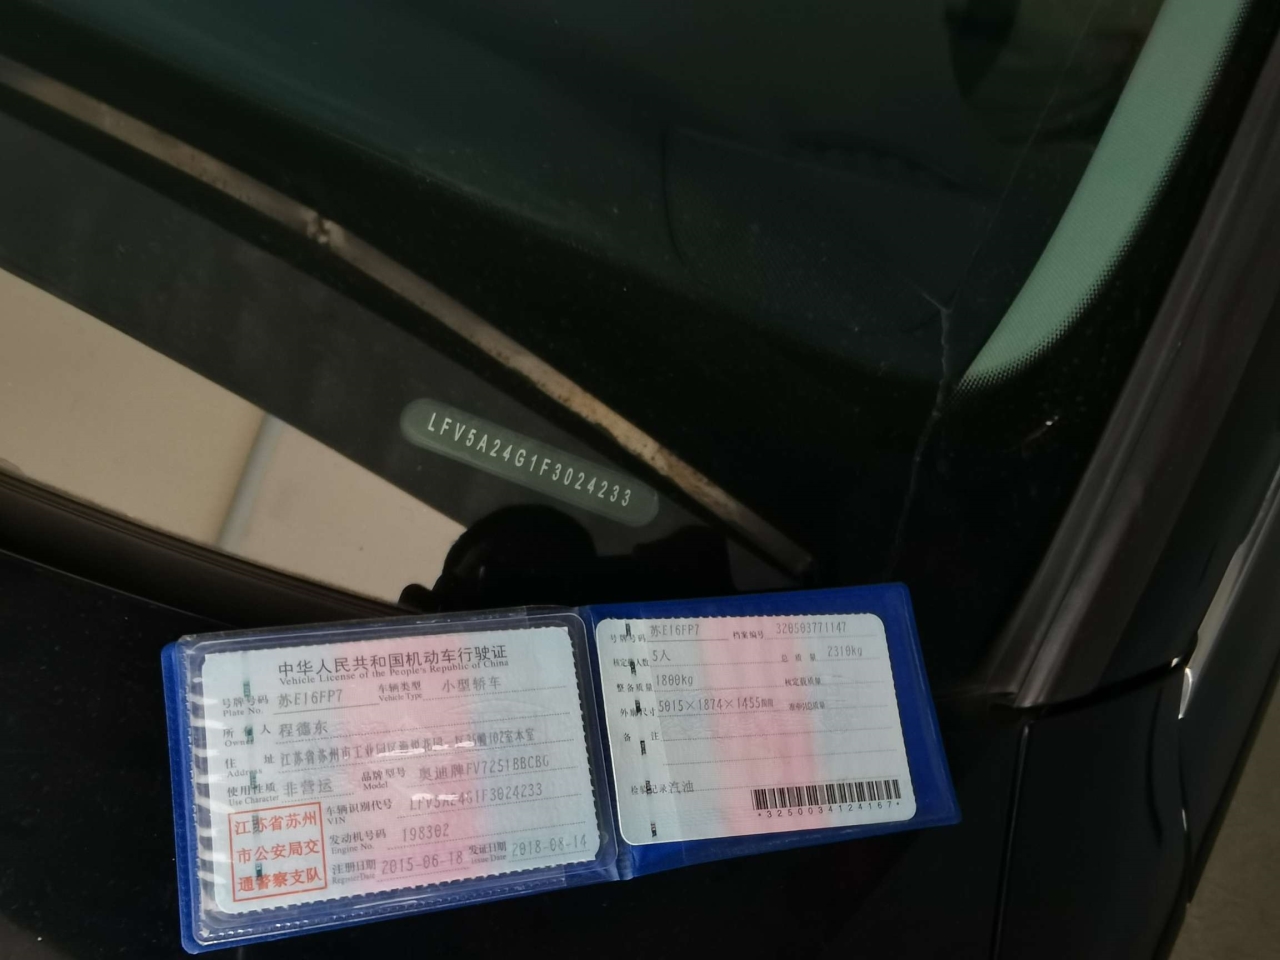 LFV5A24G1F3024233
中华人民共和国机动车行驶证
Vehicle License of the People's Republic of China
号牌号码 苏E16FP7 车辆类型 小型轿车
Plate No. Vehicle Type
所 人 程德东
Owner
住 址 江苏省苏州市工业园区 花园 102室本室
Address
使用性质 非营运 品牌型号 奥迪牌FV7251BBCBG
Use Character Model
江苏省苏州
市公安局交
通警察支队
车辆识别代号 LFV5A24G1F3024233
VIN
发动机号码 198302
Engine No.
注册日期 2015-06-18 发证日期 2018-08-14
Register Date Issue Date
号牌号码 苏E16FP7 档案编号 320503771147
核定 人数 5人 总 质 量 2310kg
整备质量 1800kg 核定载质量 --
外廓尺寸 5015×1874×1455mm 准牵引总质量 --
备 注
检验记录 汽油
*3250034124167*